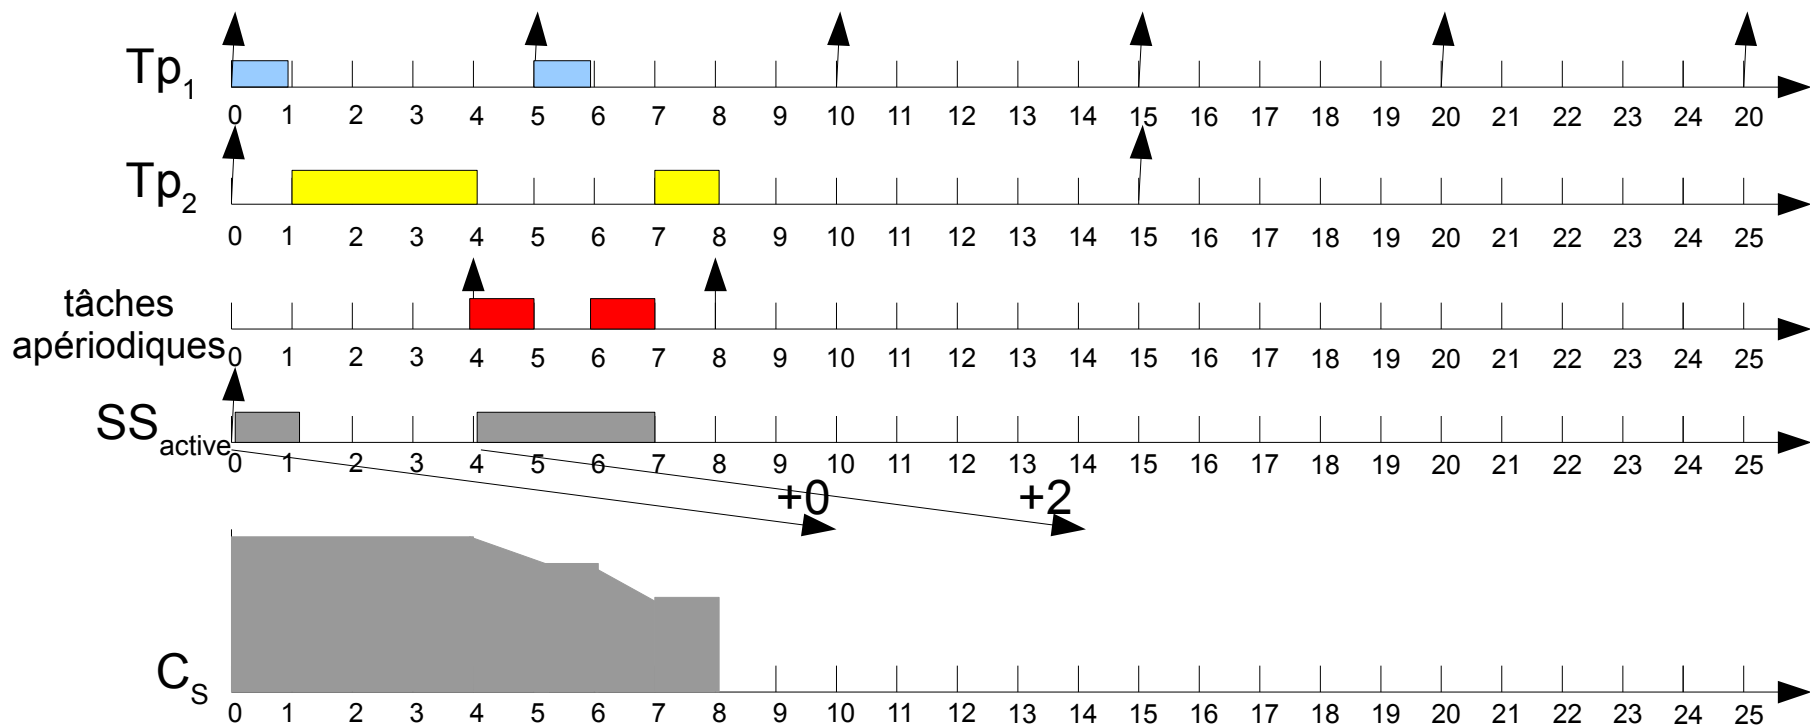 Tp1
0 1 2 3 4 5 6 7 8 9 10 11 12 13 14 15 16 17 18 19 20 21 22 23 24 20
Tp2
0 1 2 3 4 5 6 7 8 9 10 11 12 13 14 15 16 17 18 19 20 21 22 23 24 25
tâches
apériodiques
0 1 2 3 4 5 6 7 8 9 10 11 12 13 14 15 16 17 18 19 20 21 22 23 24 25
SSactive
0 1 2 3 4 5 6 7 8 9 10 11 12 13 14 15 16 17 18 19 20 21 22 23 24 25
+0 +2
CS
0 1 2 3 4 5 6 7 8 9 10 11 12 13 14 15 16 17 18 19 20 21 22 23 24 25